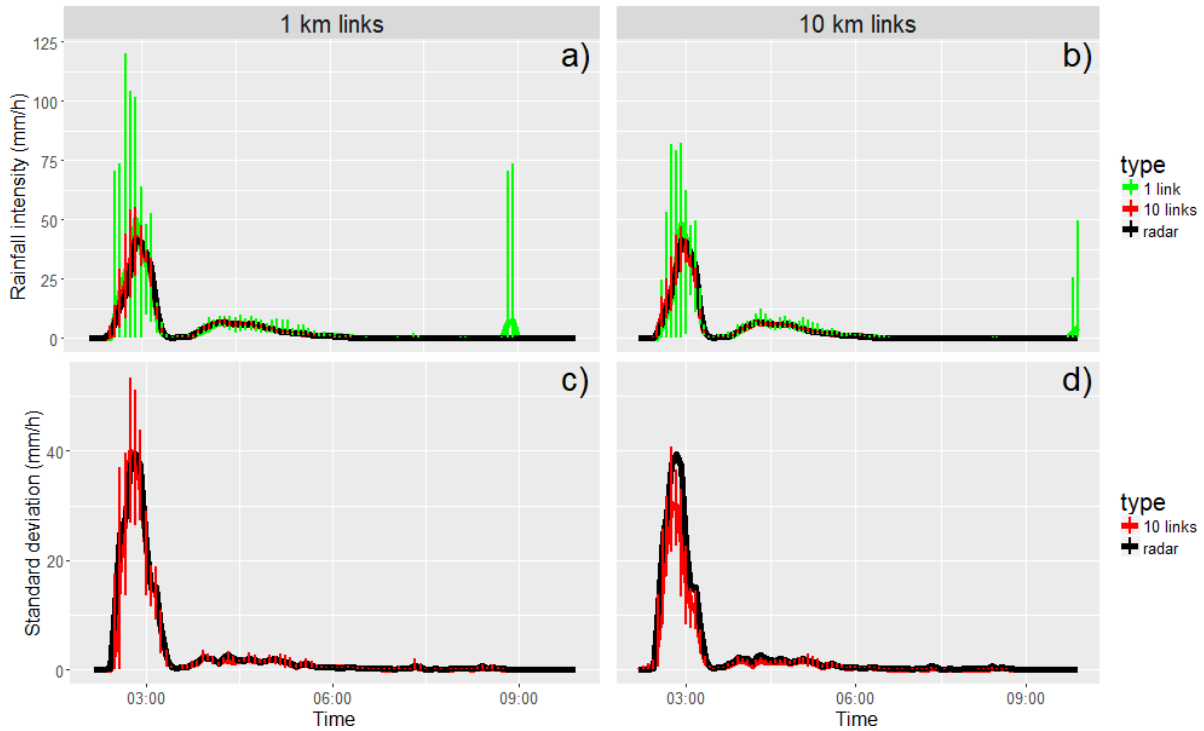 1 km links
10 km links
a)
b)
Rainfall intensity (mm/h)
125
100
75
50
25
0
type
1 link
10 links
radar
c)
d)
Standard deviation (mm/h)
40
20
0
type
10 links
radar
03:00
06:00
09:00
03:00
06:00
09:00
Time
Time